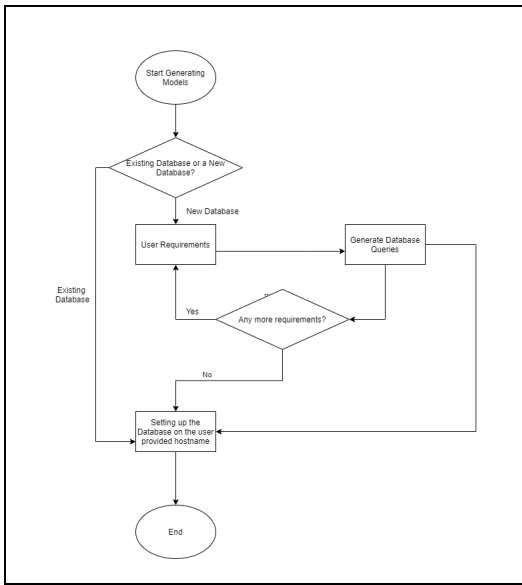 Start Generating
Models
Existing Database or a New
Database?
New Database
User Requirements
Generate Database
Queries
Existing
Database
Yes
Any more requirements?
No
Setting up the
Database on the user
provided hostname
End